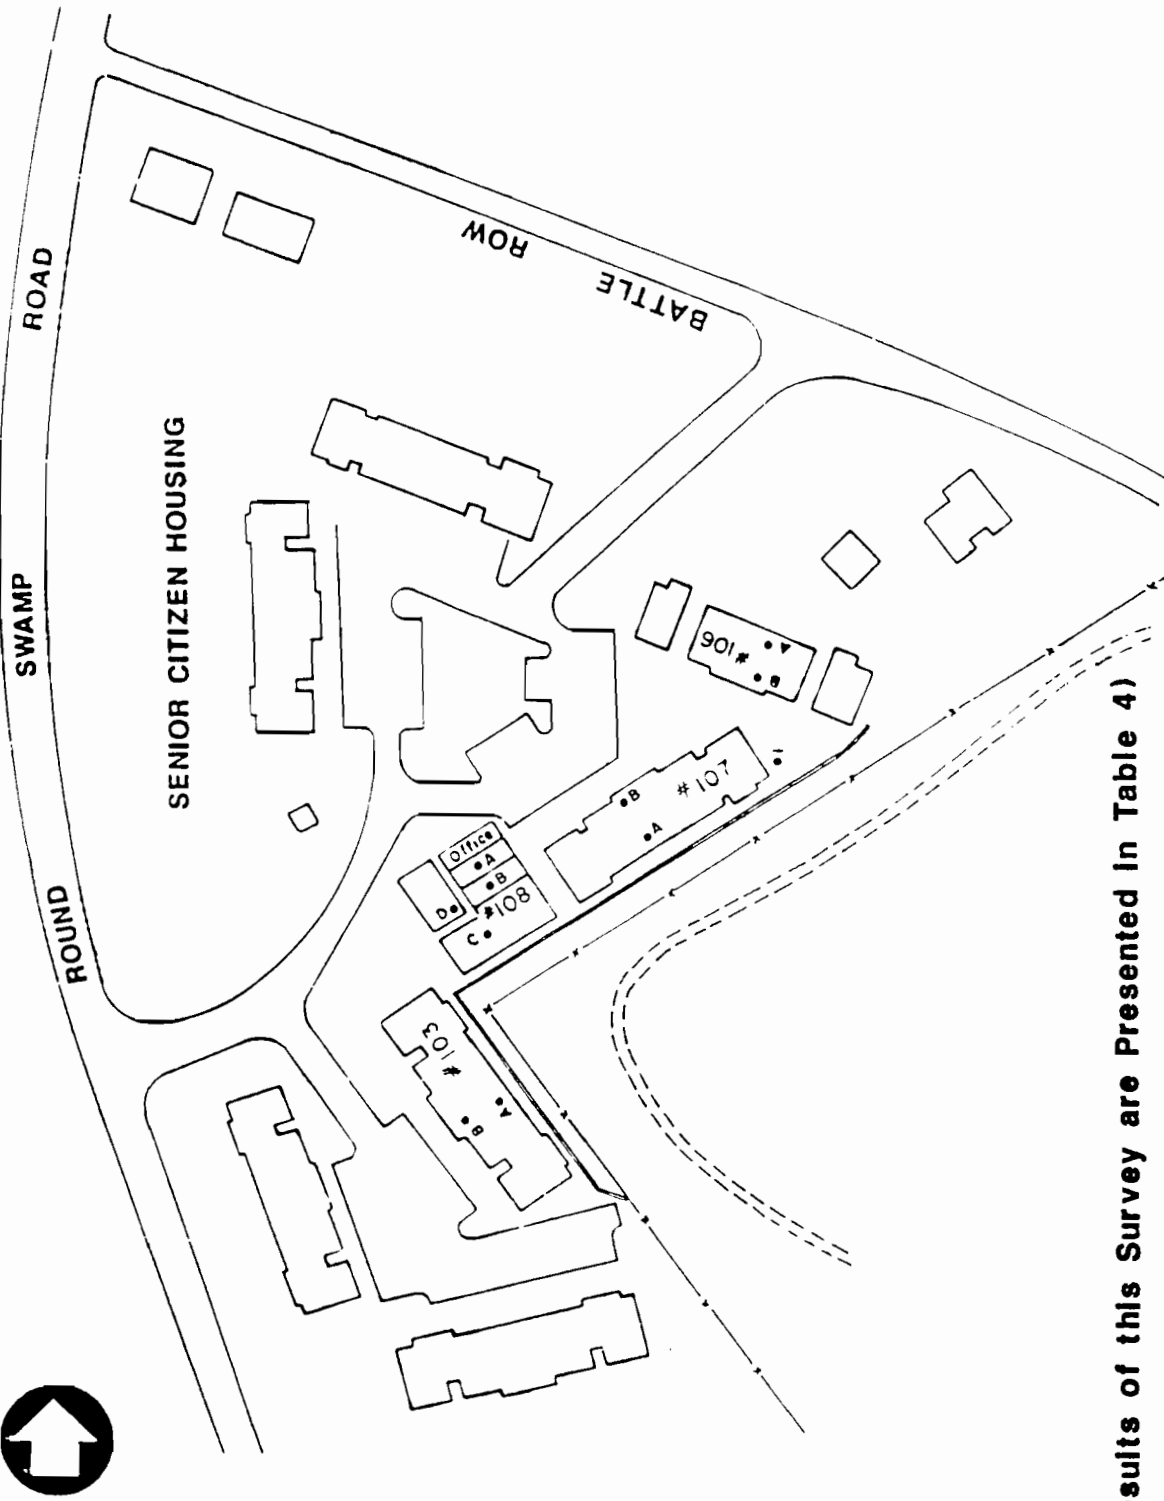 ROUND SWAMP ROAD
SENIOR CITIZEN HOUSING
BATTLE ROW
#106
A
B
#107
A
B
Office
A
B
#108
C
D
#103
A
B
sults of this Survey are Presented in Table 4)